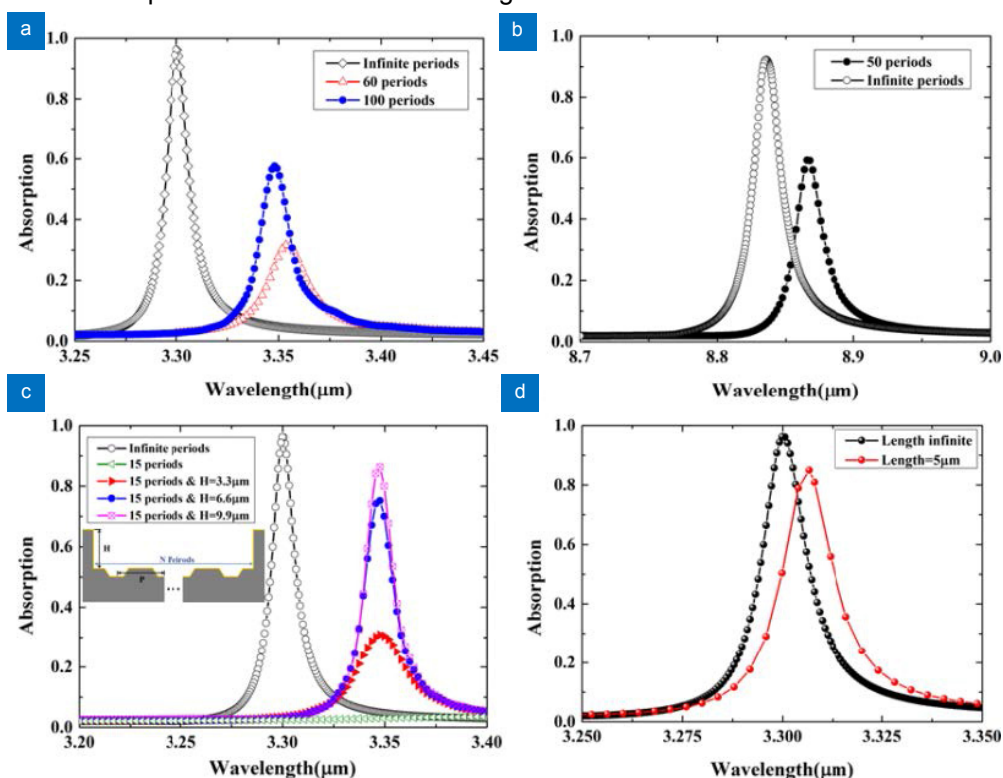 a
1.0
0.8
0.6
0.4
0.2
0.0
Absorption
Infinite periods
60 periods
100 periods
3.25 3.30 3.35 3.40 3.45
Wavelength(μm)
b
1.0
0.8
0.6
0.4
0.2
0.0
Absorption
50 periods
Infinite periods
8.7 8.8 8.9 9.0
Wavelength(μm)
c
1.0
0.8
0.6
0.4
0.2
0.0
Absorption
Infinite periods
15 periods
15 periods & H=3.3μm
15 periods & H=6.6μm
15 periods & H=9.9μm
H
N Peirods
P
3.20 3.25 3.30 3.35 3.40
Wavelength(μm)
d
1.0
0.8
0.6
0.4
0.2
0.0
Absorption
Length infinite
Length=5μm
3.250 3.275 3.300 3.325 3.350
Wavelength(μm)